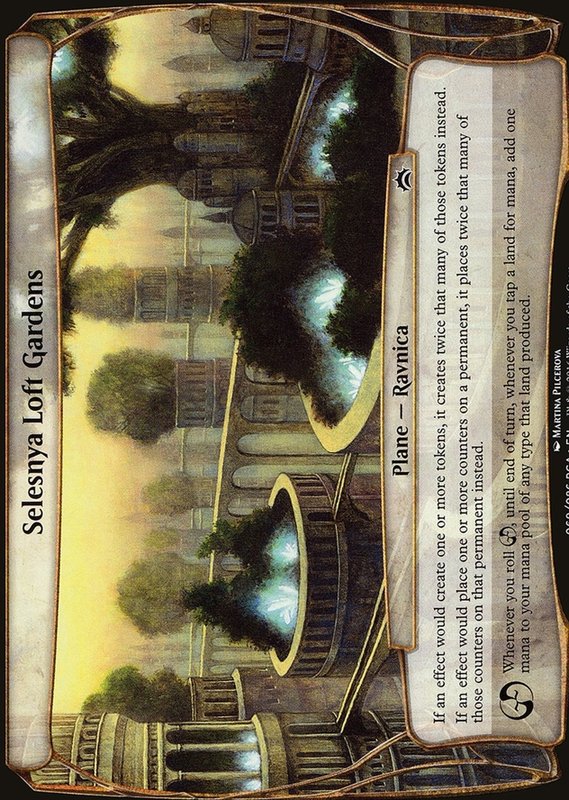 Selesnya Loft Gardens
Plane — Ravnica
If an effect would create one or more tokens, it creates twice that many of those tokens instead.
If an effect would place one or more counters on a permanent, it places twice that many of
those counters on that permanent instead.
Whenever you roll , until end of turn, whenever you tap a land for mana, add one
mana to your mana pool of any type that land produced.
MARTINA PILCEROVA